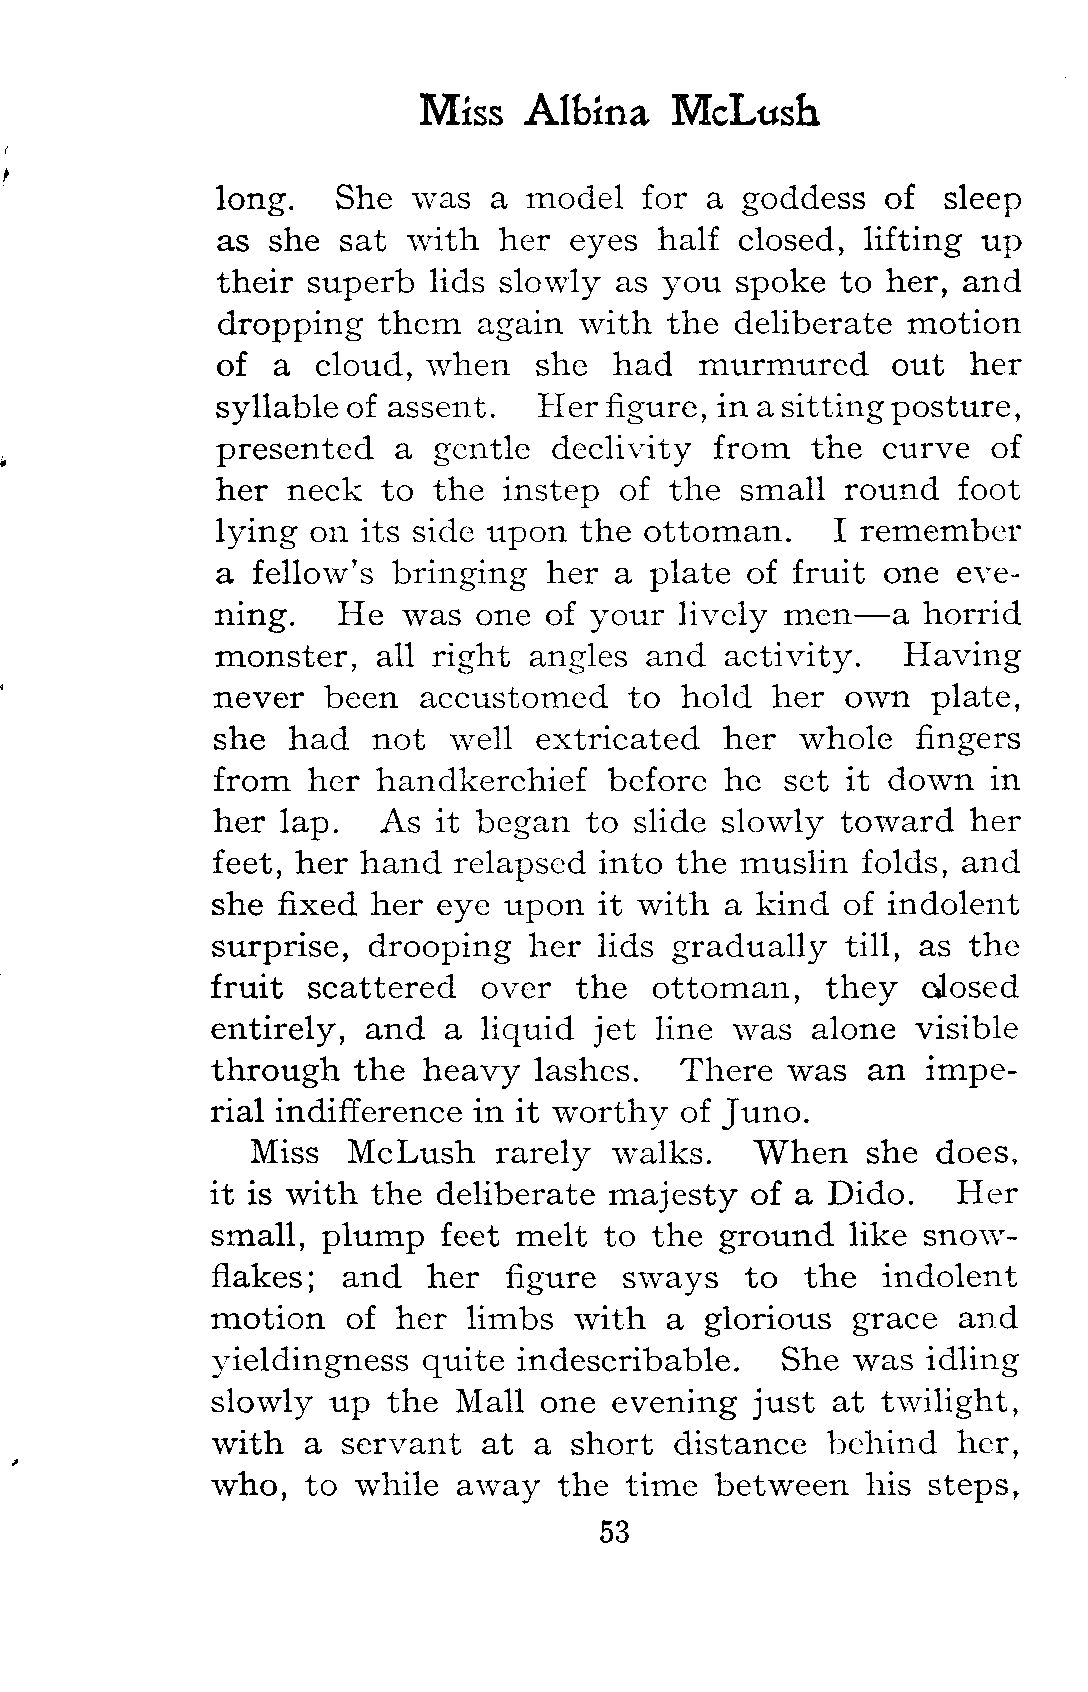 Miss Albina McLush
long. She was a model for a goddess of sleep
as she sat with her eyes half closed, lifting up
their superb lids slowly as you spoke to her, and
dropping them again with the deliberate motion
of a cloud, when she had murmured out her
syllable of assent. Her figure, in a sitting posture,
presented a gentle declivity from the curve of
her neck to the instep of the small round foot
lying on its side upon the ottoman. I remember
a fellow's bringing her a plate of fruit one eve-
ning. He was one of your lively men—a horrid
monster, all right angles and activity. Having
never been accustomed to hold her own plate,
she had not well extricated her whole fingers
from her handkerchief before he set it down in
her lap. As it began to slide slowly toward her
feet, her hand relapsed into the muslin folds, and
she fixed her eye upon it with a kind of indolent
surprise, drooping her lids gradually till, as the
fruit scattered over the ottoman, they closed
entirely, and a liquid jet line was alone visible
through the heavy lashes. There was an impe-
rial indifference in it worthy of Juno.
Miss McLush rarely walks. When she does,
it is with the deliberate majesty of a Dido. Her
small, plump feet melt to the ground like snow-
flakes; and her figure sways to the indolent
motion of her limbs with a glorious grace and
yieldingness quite indescribable. She was idling
slowly up the Mall one evening just at twilight,
with a servant at a short distance behind her,
who, to while away the time between his steps,
53